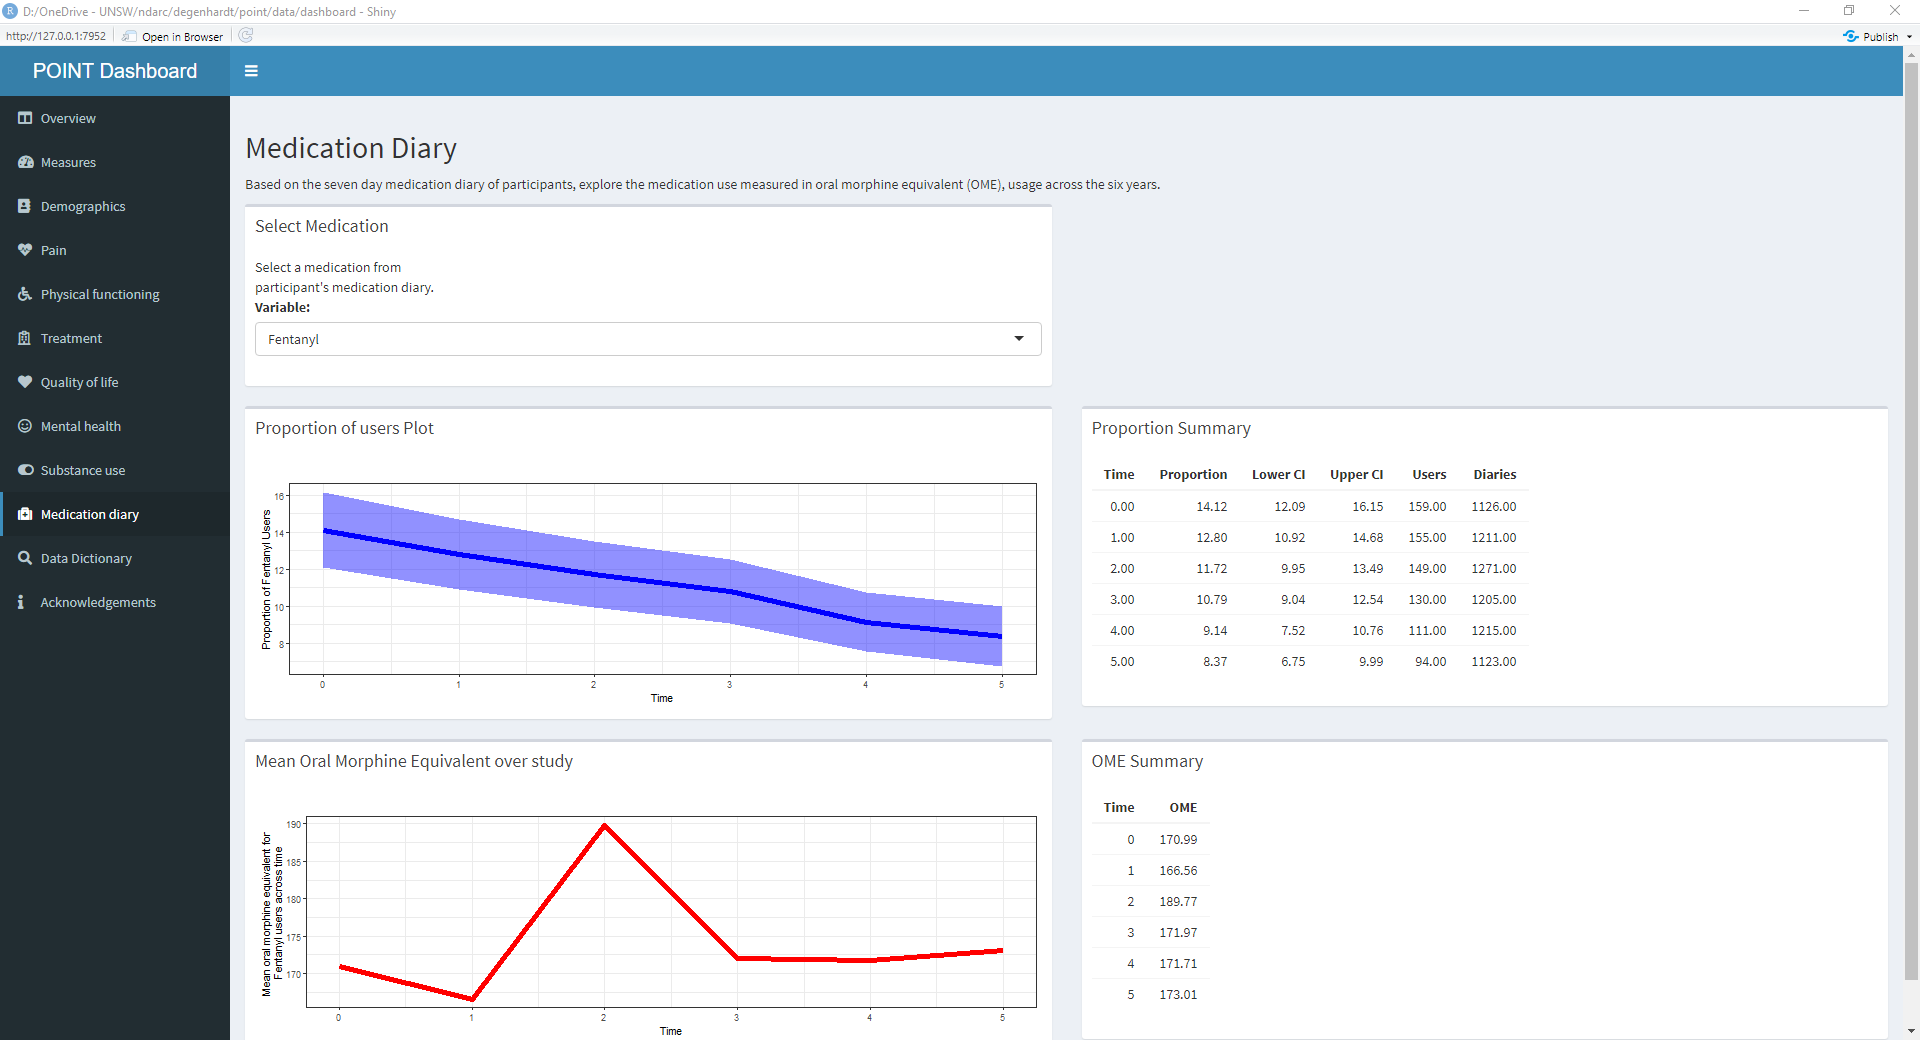 D:/OneDrive - UNSW/ndarc/degenhardt/point/data/dashboard - Shiny
http://127.0.0.1:7952 Open in Browser Publish
POINT Dashboard
Overview
Measures
Demographics
Pain
Physical functioning
Treatment
Quality of life
Mental health
Substance use
Medication diary
Data Dictionary
Acknowledgements
Medication Diary
Based on the seven day medication diary of participants, explore the medication use measured in oral morphine equivalent (OME), usage across the six years.
Select Medication
Select a medication from
participant's medication diary.
Variable:
Fentanyl
Proportion of users Plot
Proportion of Fentanyl Users
16
14
12
10
8
0 1 2 3 4 5
Time
Proportion Summary
Time Proportion Lower CI Upper CI Users Diaries
0.00 14.12 12.09 16.15 159.00 1126.00
1.00 12.80 10.92 14.68 155.00 1211.00
2.00 11.72 9.95 13.49 149.00 1271.00
3.00 10.79 9.04 12.54 130.00 1205.00
4.00 9.14 7.52 10.76 111.00 1215.00
5.00 8.37 6.75 9.99 94.00 1123.00
Mean Oral Morphine Equivalent over study
Mean oral morphine equivalent for
Fentanyl users across time
190
185
180
175
170
0 1 2 3 4 5
Time
OME Summary
Time OME
0 170.99
1 166.56
2 189.77
3 171.97
4 171.71
5 173.01